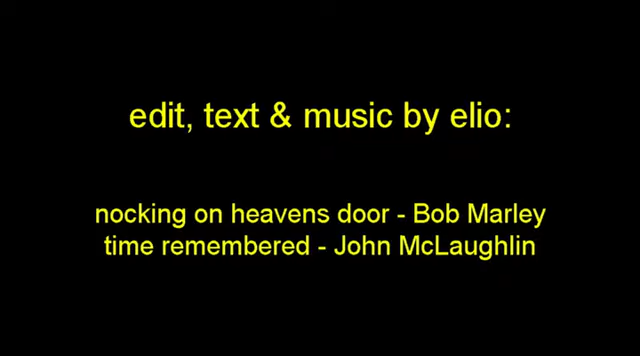 edit, text & music by elio:
nocking on heavens door - Bob Marley
time remembered - John McLaughlin